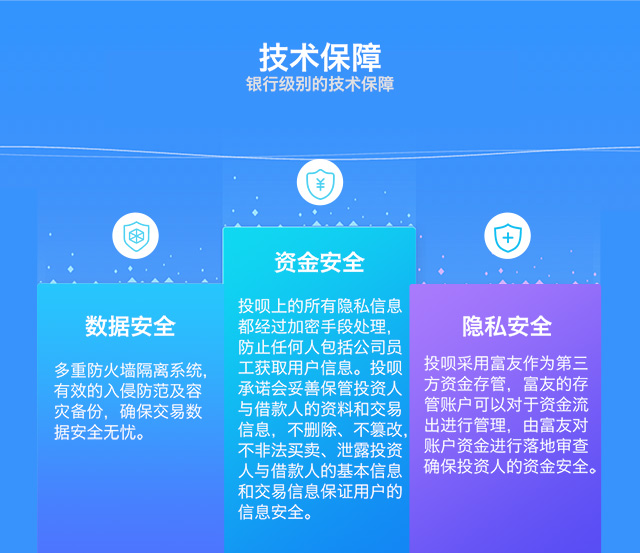 技术保障
银行级别的技术保障
数据安全
多重防火墙隔离系统，
有效的入侵防范及容
灾备份，确保交易数
据安全无忧。
资金安全
投呗上的所有隐私信息
都经过加密手段处理，
防止任何人包括公司员
工获取用户信息。投呗
承诺会妥善保管投资人
与借款人的资料和交易
信息，不删除、不篡改，
不非法买卖、泄露投资
人与借款人的基本信息
和交易信息保证用户的
信息安全。
隐私安全
投呗采用富友作为第三
方资金存管，富友的存
管账户可以对于资金流
出进行管理，由富友对
账户资金进行落地审查
确保投资人的资金安全。